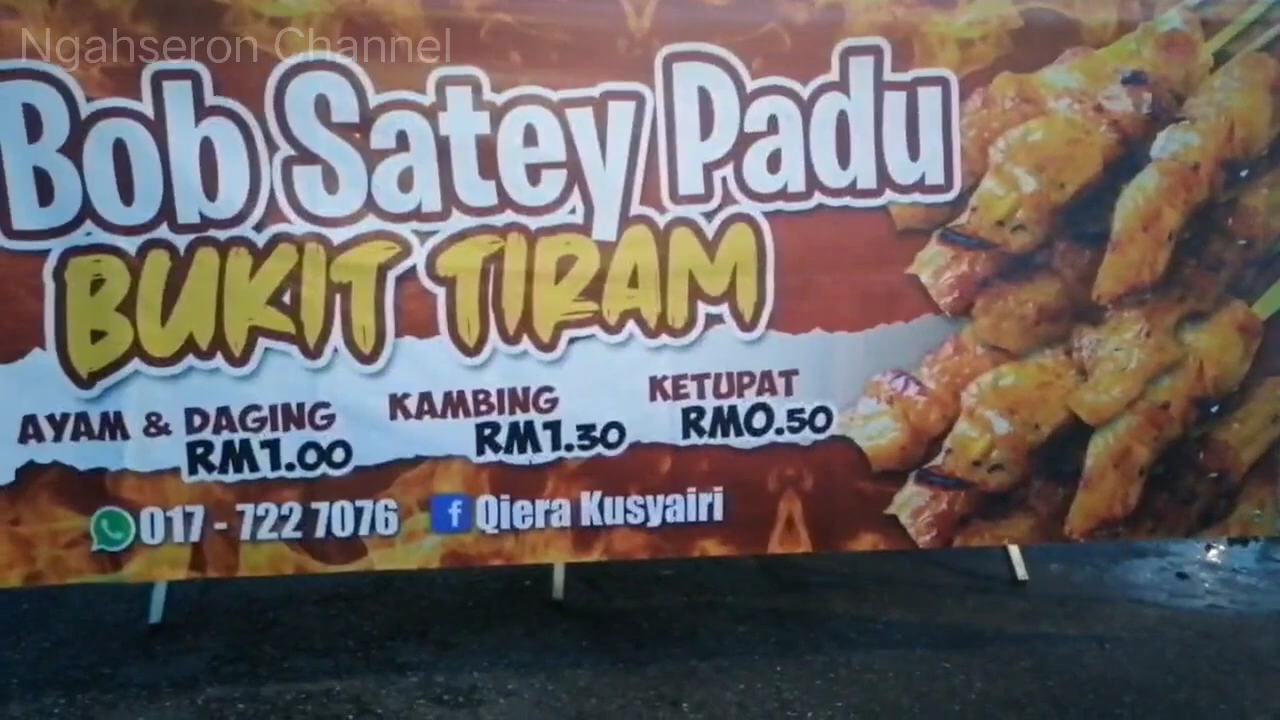 Ngahseron Channel
Bob Satey Padu
BUKIT TIRAM
AYAM & DAGING
RM1.00
KAMBING
RM1.30
KETUPAT
RM0.50
017 - 722 7076
f Qiera Kusyairi